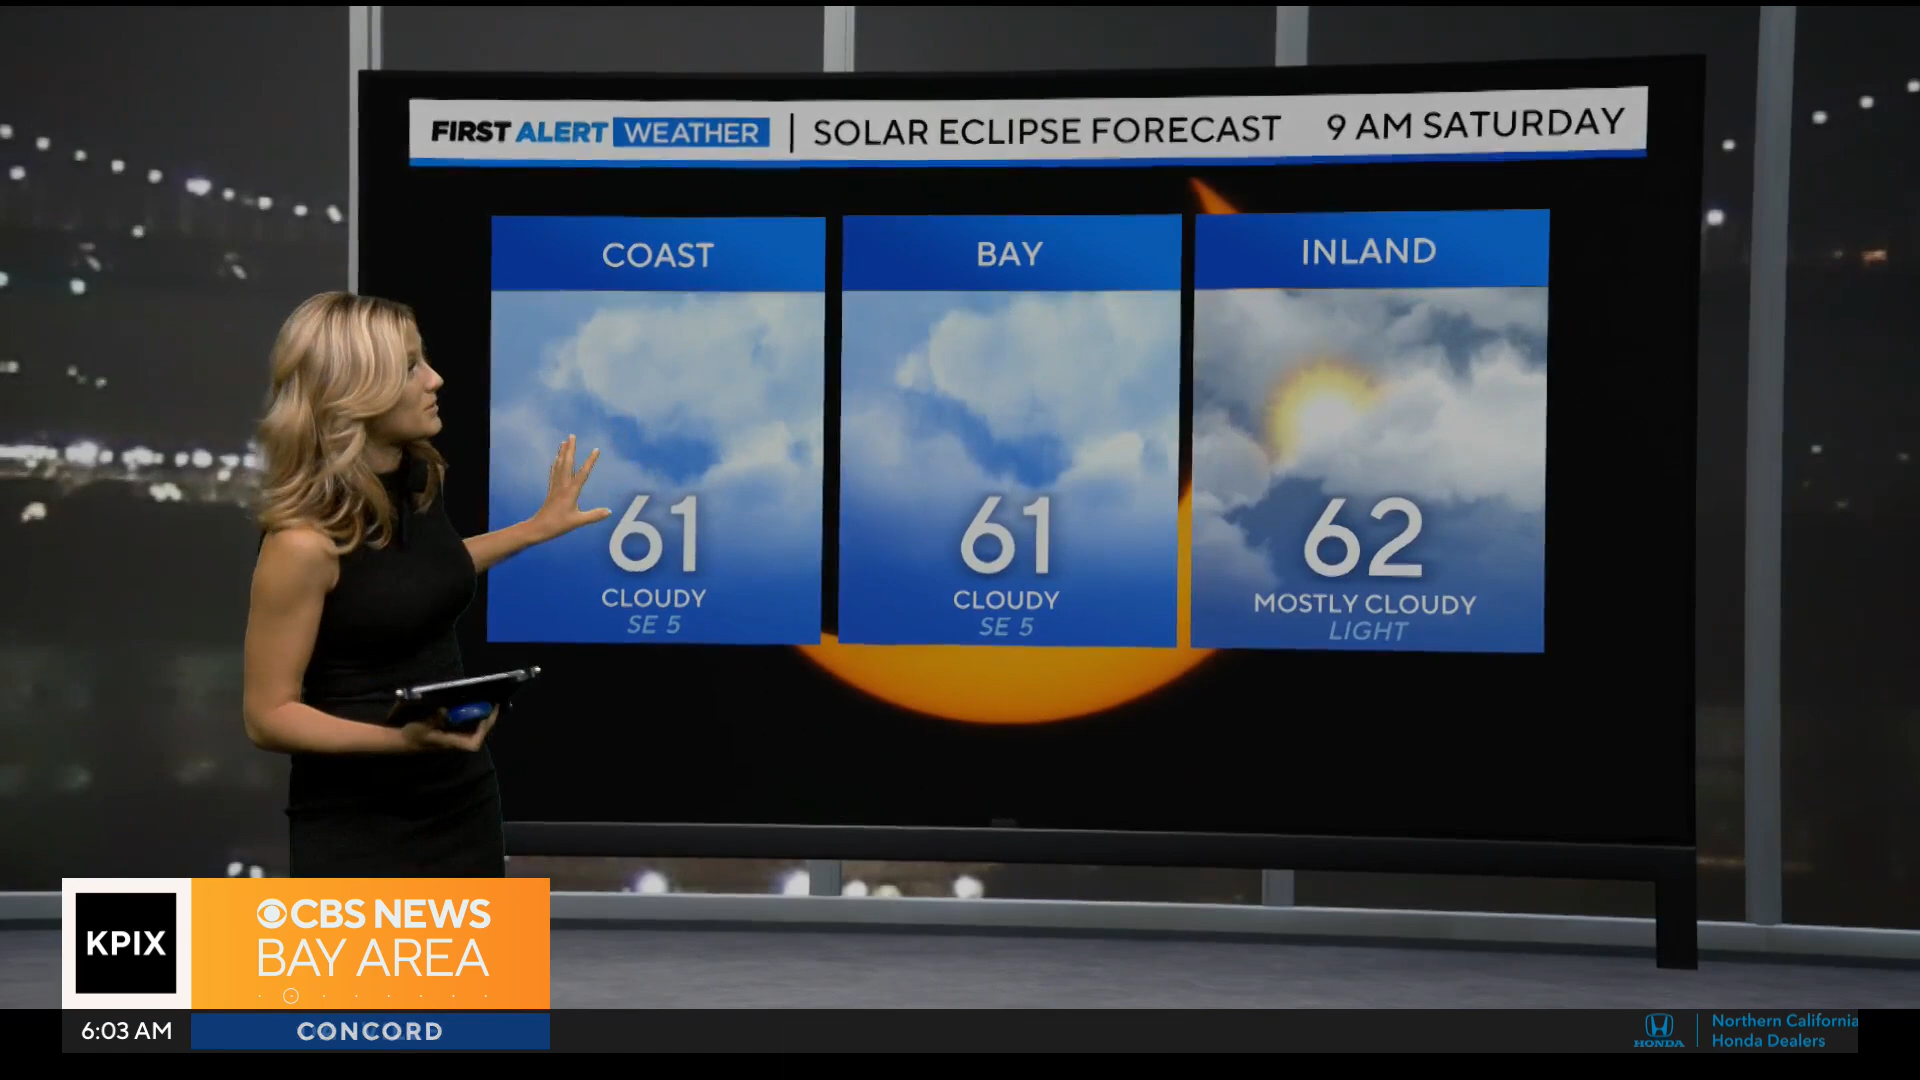 FIRST ALERT WEATHER | SOLAR ECLIPSE FORECAST 9 AM SATURDAY
COAST
61
CLOUDY
SE 5
BAY
61
CLOUDY
SE 5
INLAND
62
MOSTLY CLOUDY
LIGHT
KPIX
CBS NEWS
BAY AREA
6:03 AM
CONCORD
HONDA
Northern California
Honda Dealers